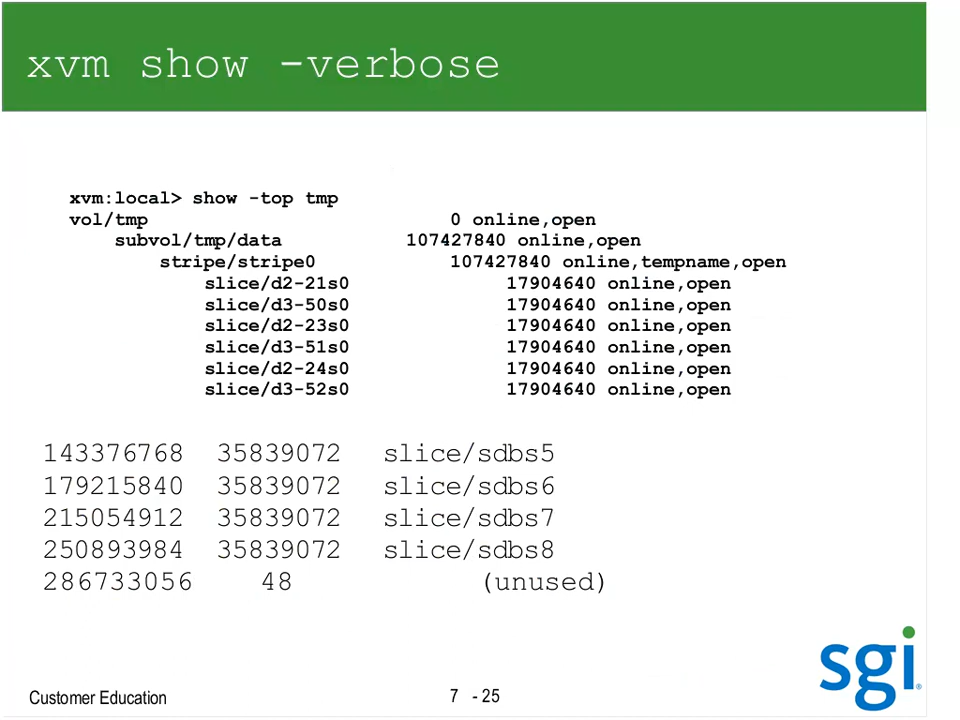 xvm show -verbose
xvm:local> show -top tmp
vol/tmp 0 online,open
subvol/tmp/data 107427840 online,open
stripe/stripe0 107427840 online,tempname,open
slice/d2-21s0 17904640 online,open
slice/d3-50s0 17904640 online,open
slice/d2-23s0 17904640 online,open
slice/d3-51s0 17904640 online,open
slice/d2-24s0 17904640 online,open
slice/d3-52s0 17904640 online,open
143376768 35839072 slice/sdbs5
179215840 35839072 slice/sdbs6
215054912 35839072 slice/sdbs7
250893984 35839072 slice/sdbs8
286733056 48 (unused)
sgi®
Customer Education 7 - 25